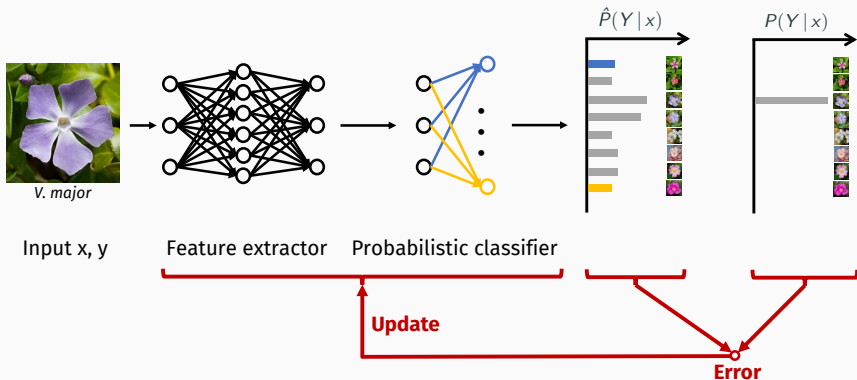 P̂(Y | x)
P(Y | x)
V. major
Input x, y
Feature extractor
Probabilistic classifier
Update
Error